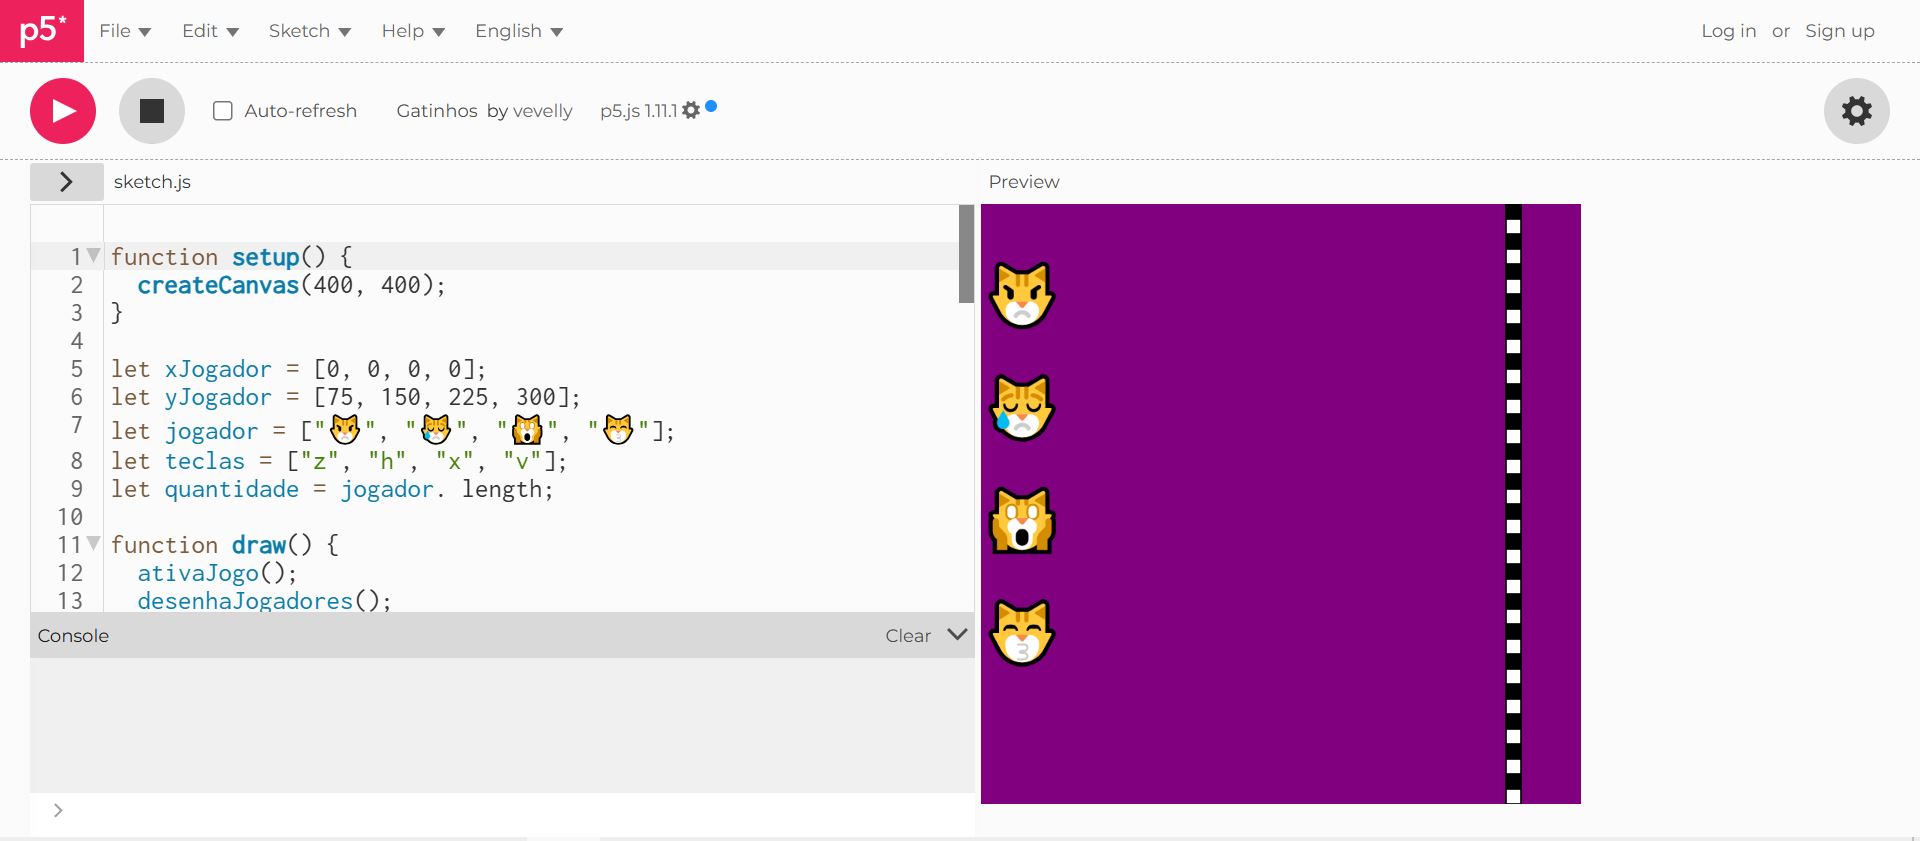 p5* File Edit Sketch Help English Log in or Sign up
Auto-refresh Gatinhos by vevelly p5.js 1.11.1
sketch.js
Preview
1 function setup() {
2 createCanvas(400, 400);
3 }
4
5 let xJogador = [0, 0, 0, 0];
6 let yJogador = [75, 150, 225, 300];
7 let jogador = ["😾", "😿", "🙀", "😽"];
8 let teclas = ["z", "h", "x", "v"];
9 let quantidade = jogador. length;
10
11 function draw() {
12 ativaJogo();
13 desenhaJogadores();
Console Clear
>